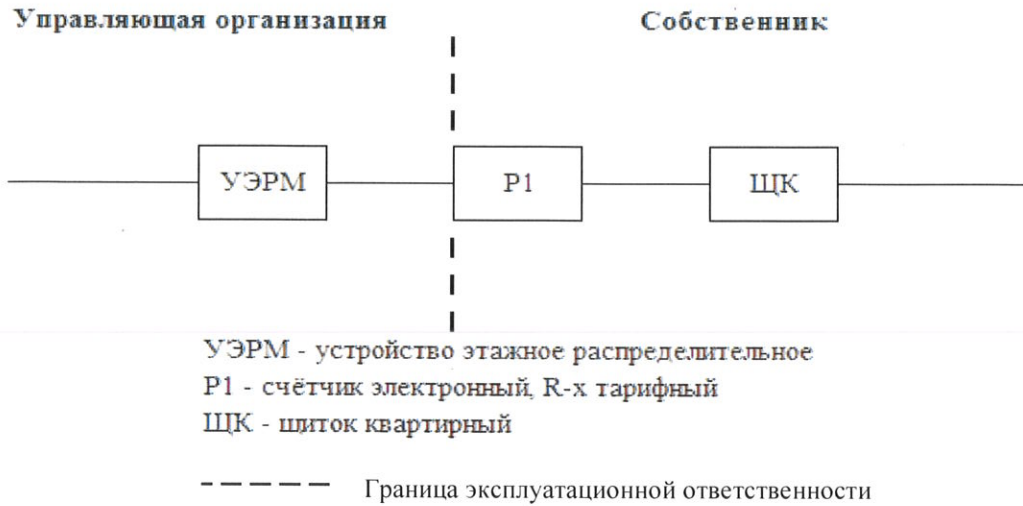 Управляющая организация
Собственник
УЭРМ
Р1
ЩК
УЭРМ - устройство этажное распределительное
Р1 - счётчик электронный, R-х тарифный
ЩК - щиток квартирный
Граница эксплуатационной ответственности